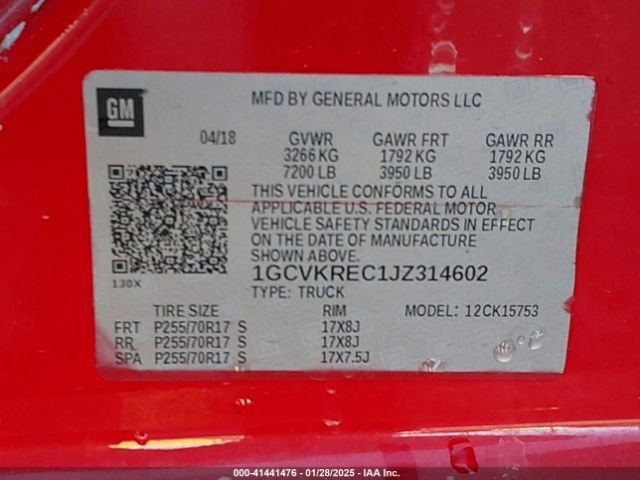 GM
MFD BY GENERAL MOTORS LLC
04/18 GVWR GAWR FRT GAWR RR
3266 KG 1792 KG 1792 KG
7200 LB 3950 LB 3950 LB
THIS VEHICLE CONFORMS TO ALL
APPLICABLE U.S. FEDERAL MOTOR
VEHICLE SAFETY STANDARDS IN EFFECT
ON THE DATE OF MANUFACTURE
SHOWN ABOVE.
1GCVKREC1JZ314602
130X
TYPE: TRUCK
TIRE SIZE RIM MODEL: 12CK15753
FRT P255/70R17 S 17X8J
RR P255/70R17 S 17X8J
SPA P255/70R17 S 17X7.5J
000-41441476 | 01/28/2025 | IAA Inc.